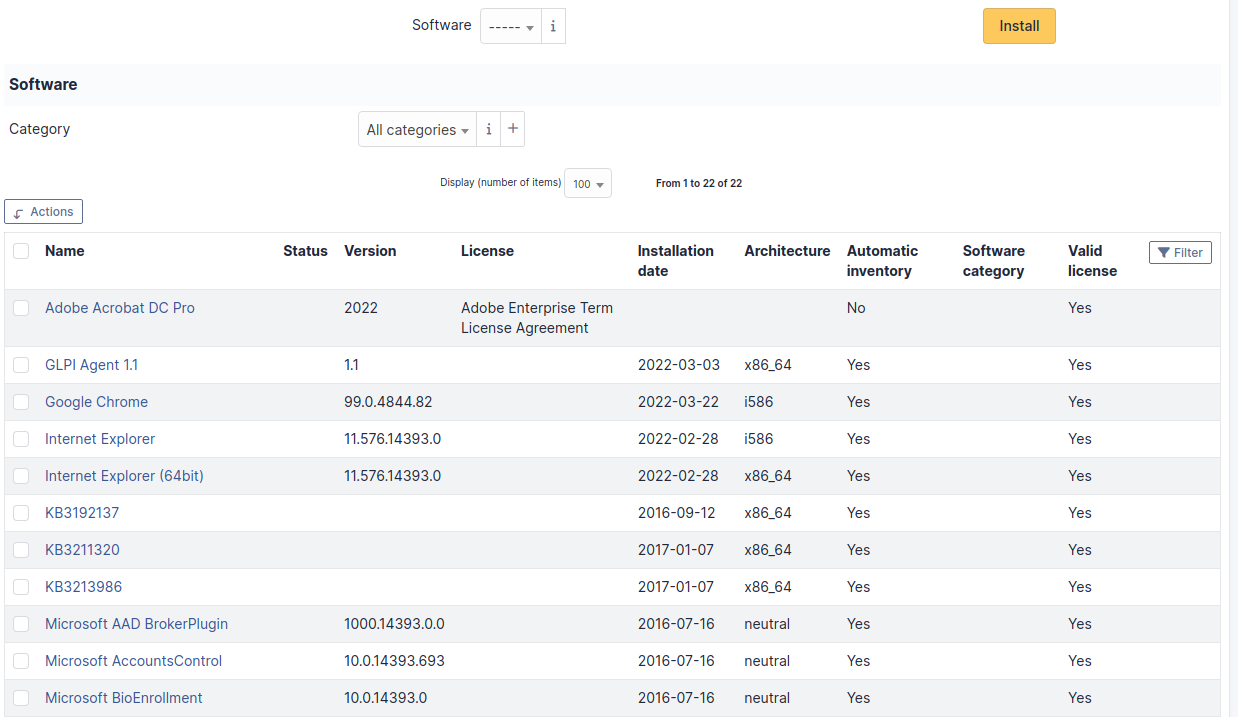 Software ----- i Install
Software
Category All categories i +
Display (number of items) 100 From 1 to 22 of 22
Actions
Name Status Version License Installation date Architecture Automatic inventory Software category Valid license Filter
Adobe Acrobat DC Pro 2022 Adobe Enterprise Term License Agreement No Yes
GLPI Agent 1.1 1.1 2022-03-03 x86_64 Yes Yes
Google Chrome 99.0.4844.82 2022-03-22 i586 Yes Yes
Internet Explorer 11.576.14393.0 2022-02-28 i586 Yes Yes
Internet Explorer (64bit) 11.576.14393.0 2022-02-28 x86_64 Yes Yes
KB3192137 2016-09-12 x86_64 Yes Yes
KB3211320 2017-01-07 x86_64 Yes Yes
KB3213986 2017-01-07 x86_64 Yes Yes
Microsoft AAD BrokerPlugin 1000.14393.0.0 2016-07-16 neutral Yes Yes
Microsoft AccountsControl 10.0.14393.693 2016-07-16 neutral Yes Yes
Microsoft BioEnrollment 10.0.14393.0 2016-07-16 neutral Yes Yes